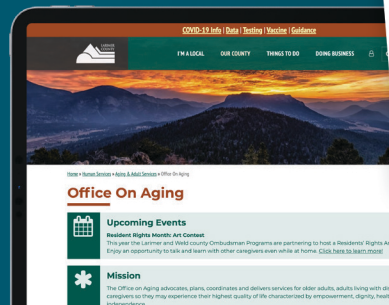 COVID-19 Info | Data | Testing | Vaccine | Guidance
LARIMER
COUNTY
I'M A LOCAL OUR COUNTY THINGS TO DO DOING BUSINESS
Home » Human Services » Aging & Adult Services » Office On Aging
Office On Aging
Upcoming Events
Resident Rights Month: Art Contest
This year the Larimer and Weld county Ombudsman Programs are partnering to host a Residents' Rights
Enjoy an opportunity to talk and learn with other caregivers even while at home. Click here to learn more!
Mission
The Office on Aging advocates, plans, coordinates and delivers services for older adults, adults living with
caregivers so they may experience their highest quality of life characterized by empowerment, dignity,
independence